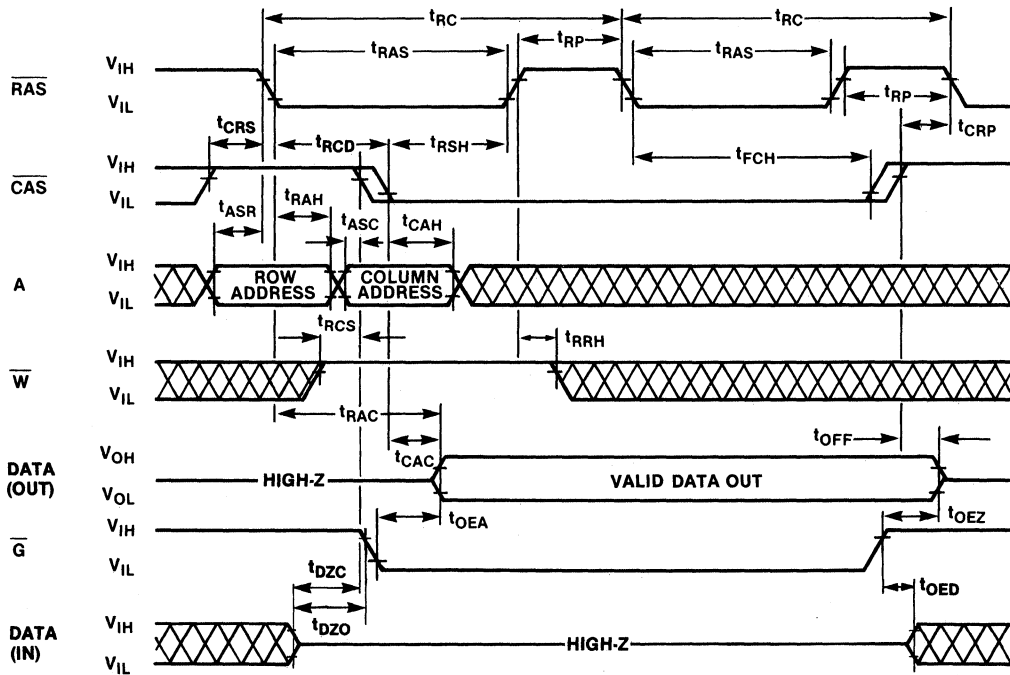 tRC tRC
tRAS tRP tRAS
RAS VIH
VIL
tRP
tCRS tRCD tRSH tFCH tCRP
CAS VIH
VIL
tASR tRAH tASC tCAH
A VIH
VIL
ROW ADDRESS
COLUMN ADDRESS
tRCS tRRH
W VIH
VIL
tRAC
tCAC tOFF
DATA (OUT) VOH
VOL
HIGH-Z VALID DATA OUT
tOEA tOEZ
G VIH
VIL
tDZC tOED
tDZO
DATA (IN) VIH
VIL
HIGH-Z